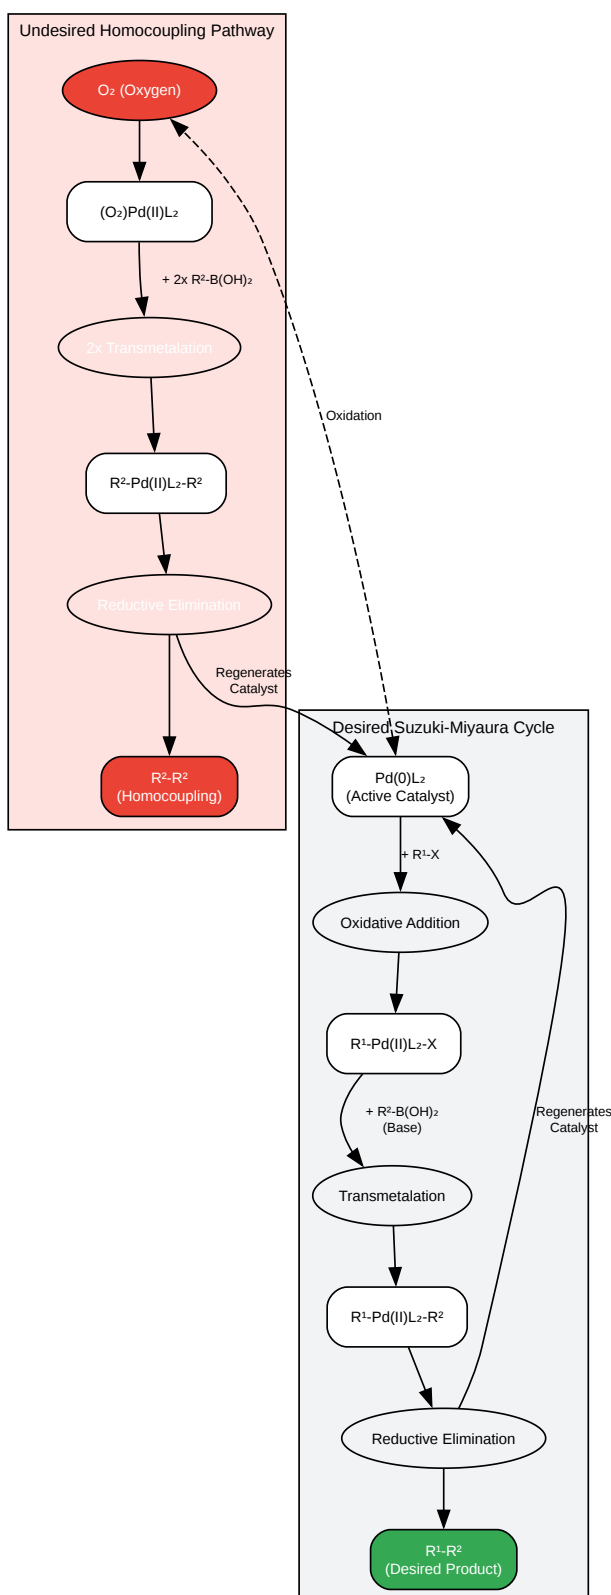 Undesired Homocoupling Pathway
O₂ (Oxygen)
(O₂)Pd(II)L₂
+ 2x R²-B(OH)₂
2x Transmetalation
Oxidation
R²-Pd(II)L₂-R²
Reductive Elimination
Regenerates
Catalyst
R²-R²
(Homocoupling)
Desired Suzuki-Miyaura Cycle
Pd(0)L₂
(Active Catalyst)
+ R¹-X
Oxidative Addition
R¹-Pd(II)L₂-X
+ R²-B(OH)₂
(Base)
Regenerates
Catalyst
Transmetalation
R¹-Pd(II)L₂-R²
Reductive Elimination
R¹-R²
(Desired Product)